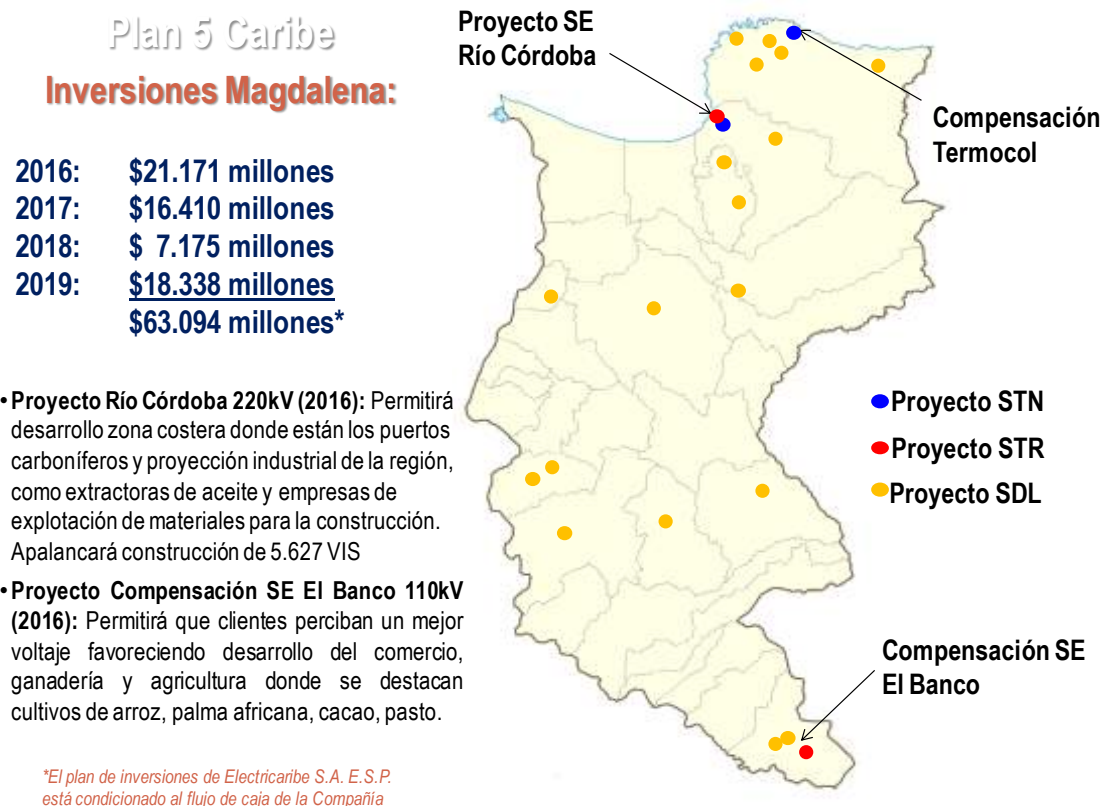 Plan 5 Caribe
Inversiones Magdalena:
2016: $21.171 millones
2017: $16.410 millones
2018: $ 7.175 millones
2019: $18.338 millones
$63.094 millones*
•Proyecto Río Córdoba 220kV (2016): Permitirá
desarrollo zona costera donde están los puertos
carboníferos y proyección industrial de la región,
como extractoras de aceite y empresas de
explotación de materiales para la construcción.
Apalancará construcción de 5.627 VIS
•Proyecto Compensación SE El Banco 110kV
(2016): Permitirá que clientes perciban un mejor
voltaje favoreciendo desarrollo del comercio,
ganadería y agricultura donde se destacan
cultivos de arroz, palma africana, cacao, pasto.
*El plan de inversiones de Electricaribe S.A. E.S.P.
está condicionado al flujo de caja de la Compañía
Proyecto SE
Río Córdoba
Compensación
Termocol
Proyecto STN
Proyecto STR
Proyecto SDL
Compensación SE
El Banco